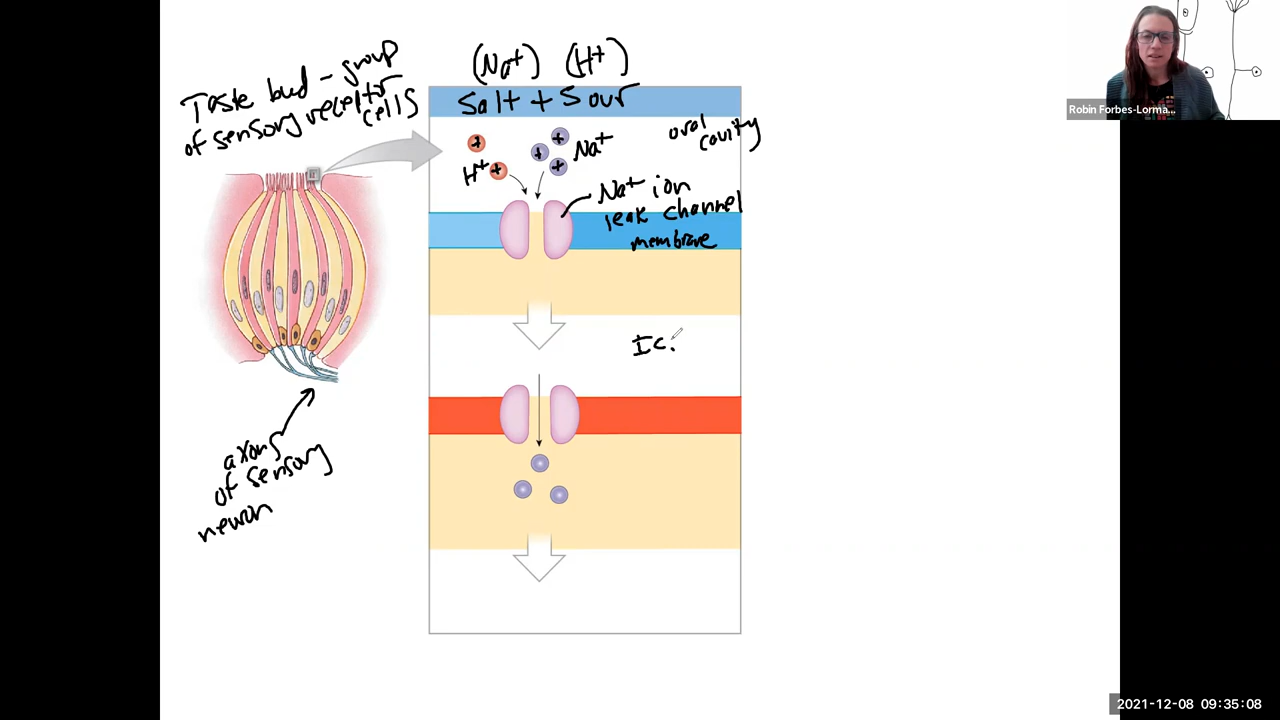 Taste bud - group
of sensory receptor
cells
(Na+) (H+)
Salt + Sour
oral
cavity
H+
Na+
Na+ ion
leak channel
membrane
IC
axons
of sensory
neuron
Robin Forbes-Lorma...
2021-12-08 09:35:08